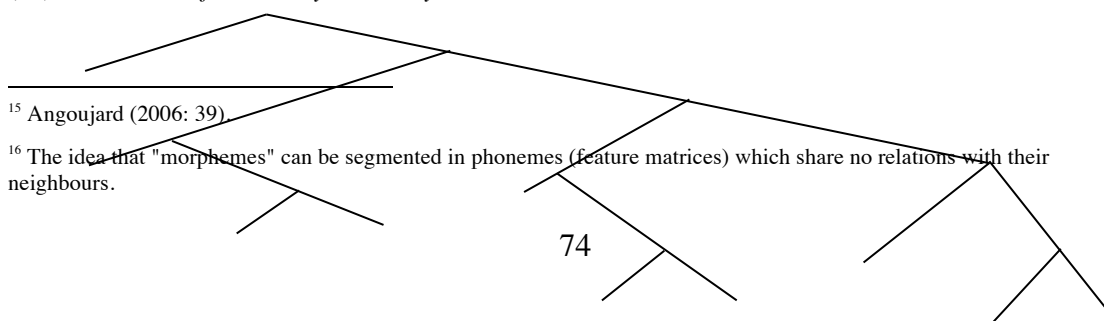 15 Angoujard (2006: 39).
16 The idea that "morphemes" can be segmented in phonemes (feature matrices) which share no relations with their
neighbours.
74